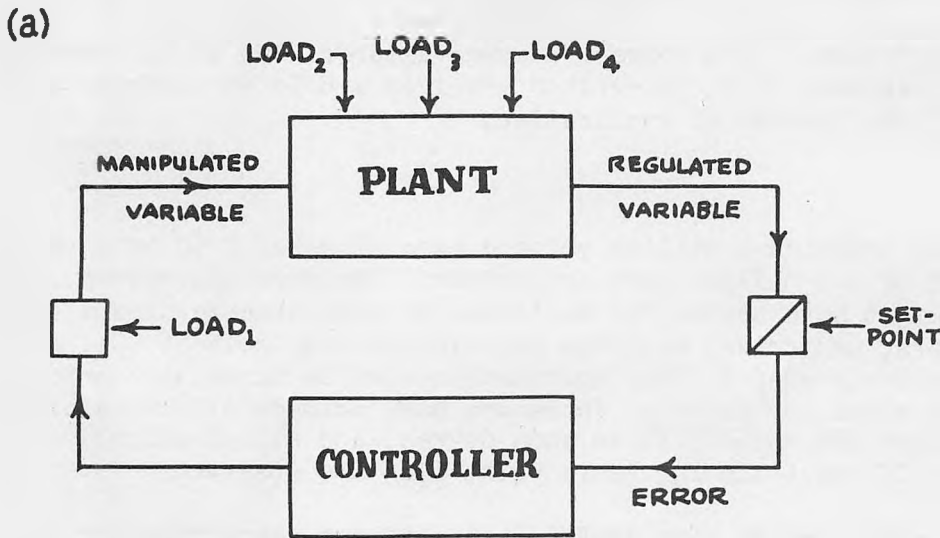 (a)
LOAD₂ LOAD₃ LOAD₄
MANIPULATED
VARIABLE
PLANT
REGULATED
VARIABLE
LOAD₁
SET-
POINT
CONTROLLER
ERROR